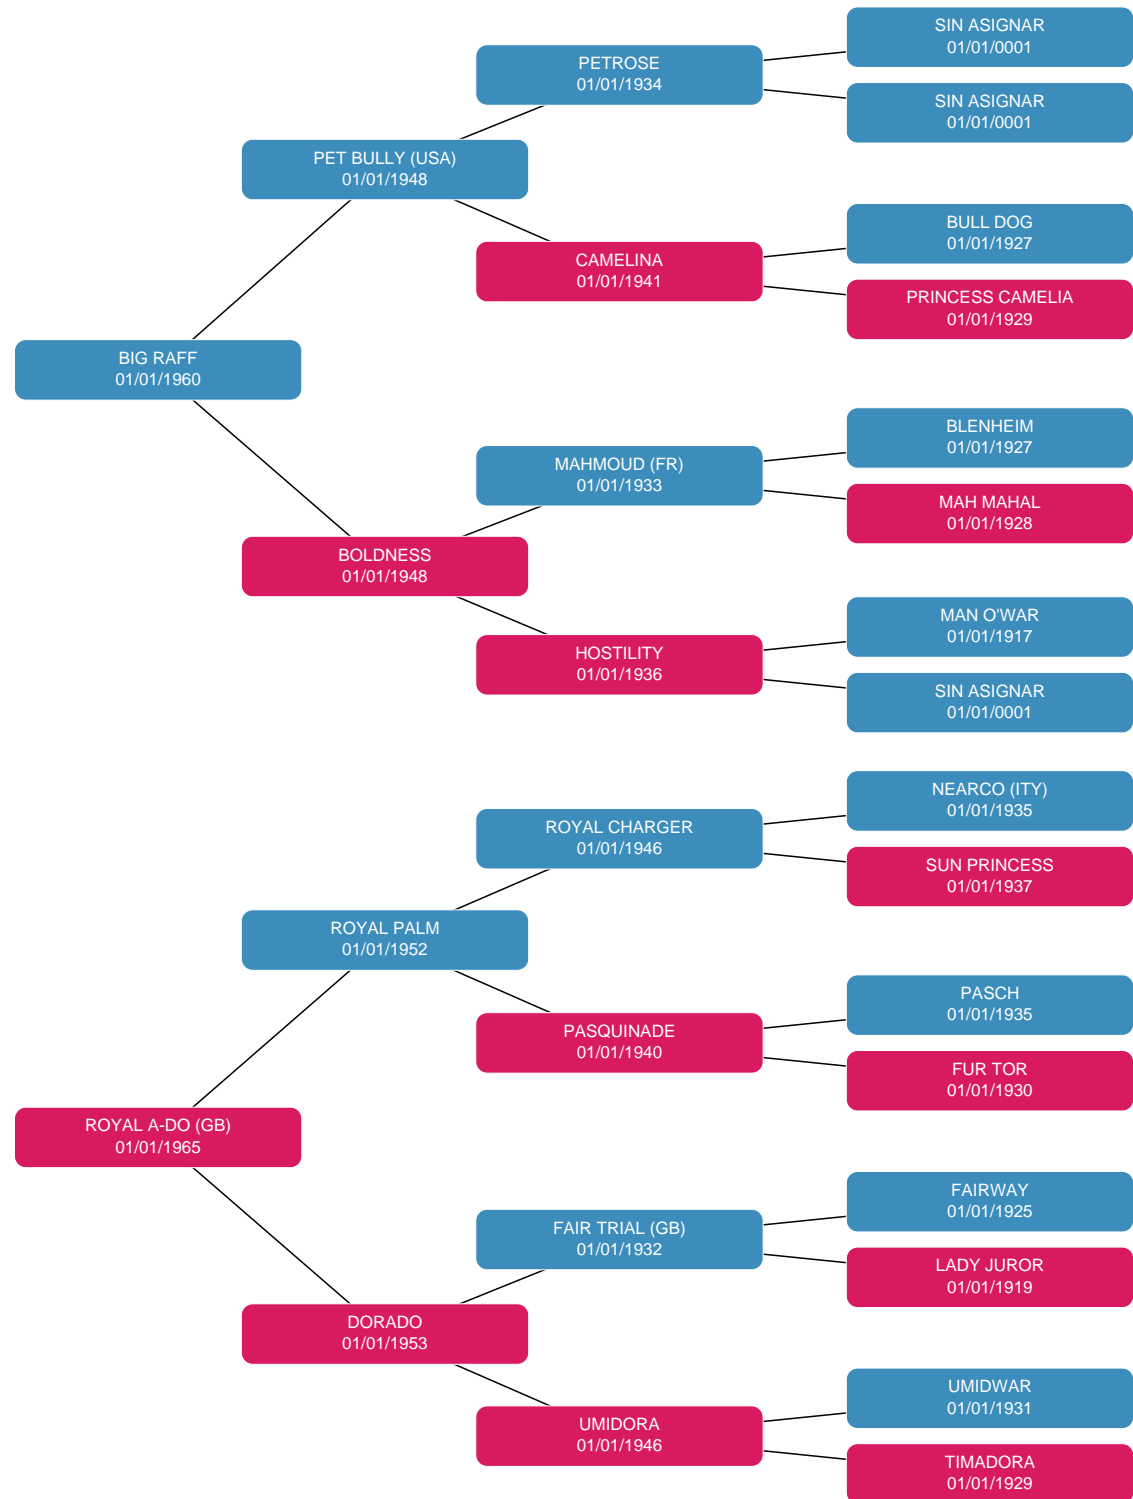 SIN ASIGNAR
01/01/0001
PETROSE
01/01/1934
SIN ASIGNAR
01/01/0001
PET BULLY (USA)
01/01/1948
BULL DOG
01/01/1927
CAMELINA
01/01/1941
PRINCESS CAMELIA
01/01/1929
BIG RAFF
01/01/1960
BLENHEIM
01/01/1927
MAHMOUD (FR)
01/01/1933
MAH MAHAL
01/01/1928
BOLDNESS
01/01/1948
MAN O'WAR
01/01/1917
HOSTILITY
01/01/1936
SIN ASIGNAR
01/01/0001
NEARCO (ITY)
01/01/1935
ROYAL CHARGER
01/01/1946
SUN PRINCESS
01/01/1937
ROYAL PALM
01/01/1952
PASCH
01/01/1935
PASQUINADE
01/01/1940
FUR TOR
01/01/1930
ROYAL A-DO (GB)
01/01/1965
FAIRWAY
01/01/1925
FAIR TRIAL (GB)
01/01/1932
LADY JUROR
01/01/1919
DORADO
01/01/1953
UMIDWAR
01/01/1931
UMIDORA
01/01/1946
TIMADORA
01/01/1929